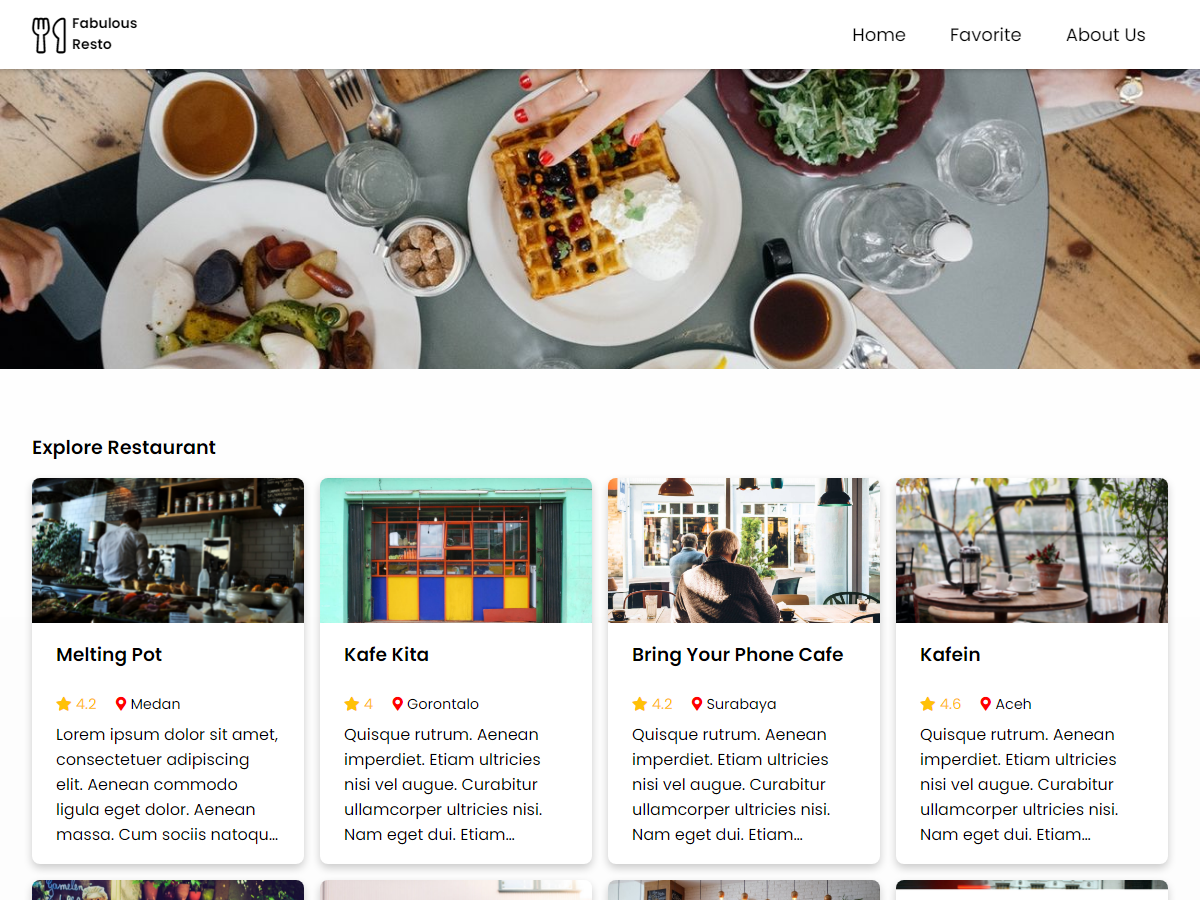 Fabulous
Resto
Home
Favorite
About Us
Explore Restaurant
Melting Pot
4.2
Medan
Lorem ipsum dolor sit amet,
consectetuer adipiscing
elit. Aenean commodo
ligula eget dolor. Aenean
massa. Cum sociis natoqu...
Kafe Kita
4
Gorontalo
Quisque rutrum. Aenean
imperdiet. Etiam ultricies
nisi vel augue. Curabitur
ullamcorper ultricies nisi.
Nam eget dui. Etiam...
Bring Your Phone Cafe
4.2
Surabaya
Quisque rutrum. Aenean
imperdiet. Etiam ultricies
nisi vel augue. Curabitur
ullamcorper ultricies nisi.
Nam eget dui. Etiam...
Kafein
4.6
Aceh
Quisque rutrum. Aenean
imperdiet. Etiam ultricies
nisi vel augue. Curabitur
ullamcorper ultricies nisi.
Nam eget dui. Etiam...